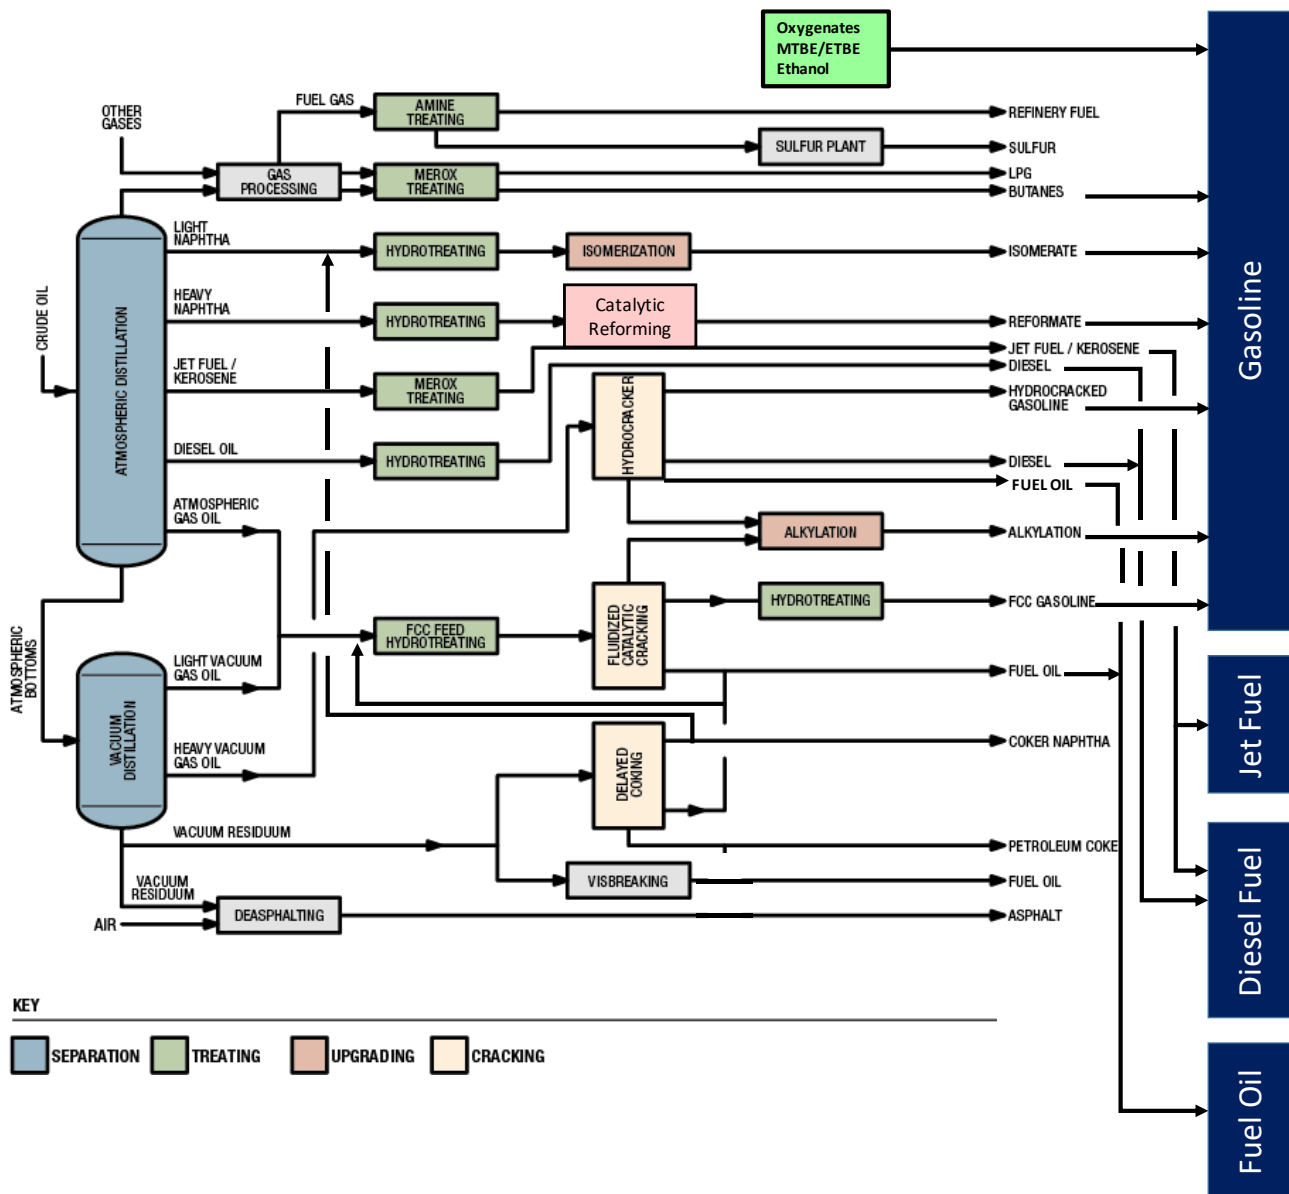 Oxygenates
MTBE/ETBE
Ethanol
OTHER
GASES
FUEL GAS
AMINE
TREATING
REFINERY FUEL
SULFUR PLANT
SULFUR
GAS
PROCESSING
MEROX
TREATING
LPG
BUTANES
LIGHT
NAPHTHA
HYDROTREATING
ISOMERIZATION
ISOMERATE
HEAVY
NAPHTHA
HYDROTREATING
Catalytic
Reforming
REFORMATE
CRUDE OIL
ATMOSPHERIC DISTILLATION
JET FUEL /
KEROSENE
MEROX
TREATING
JET FUEL / KEROSENE
DIESEL
HYDROCRACKER
HYDROCRACKED
GASOLINE
DIESEL OIL
HYDROTREATING
DIESEL
FUEL OIL
ATMOSPHERIC
GAS OIL
ALKYLATION
ALKYLATION
FLUIDIZED
CATALYTIC
CRACKING
HYDROTREATING
FCC GASOLINE
FCC FEED
HYDROTREATING
ATMOSPHERIC
BOTTOMS
LIGHT VACUUM
GAS OIL
FUEL OIL
VACUUM
DISTILLATION
HEAVY VACUUM
GAS OIL
DELAYED
COKING
COKER NAPHTHA
VACUUM RESIDUUM
PETROLEUM COKE
VISBREAKING
FUEL OIL
VACUUM
RESIDUUM
AIR
DEASPHALTING
ASPHALT
Gasoline
Jet Fuel
Diesel Fuel
Fuel Oil
KEY
SEPARATION
TREATING
UPGRADING
CRACKING